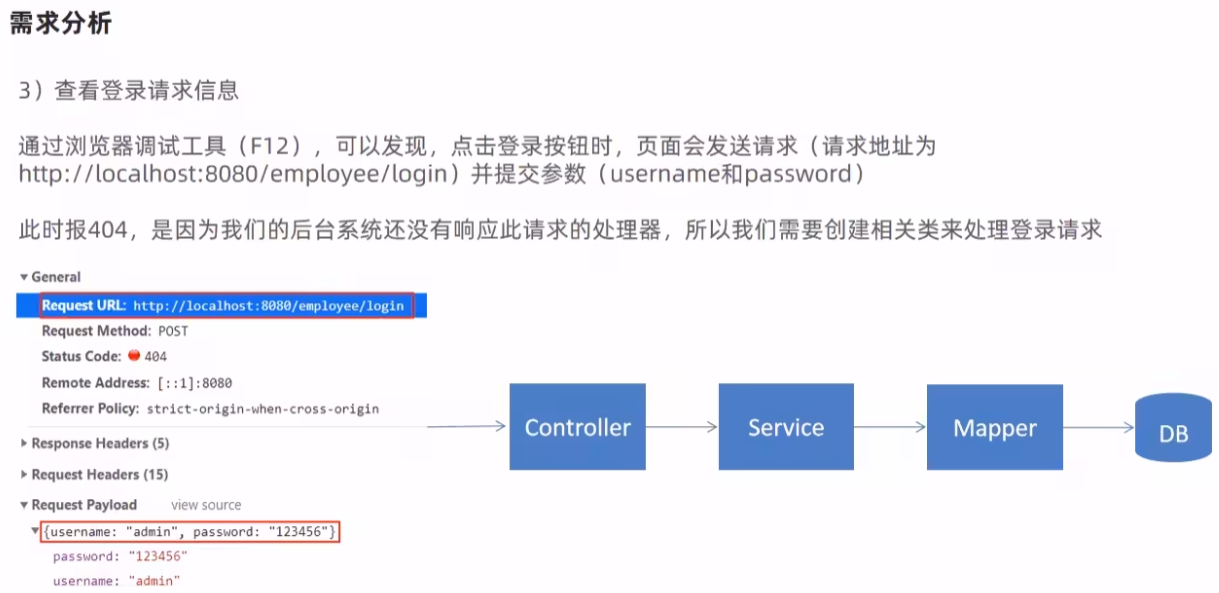 需求分析
3）查看登录请求信息
通过浏览器调试工具（F12），可以发现，点击登录按钮时，页面会发送请求（请求地址为
http://localhost:8080/employee/login）并提交参数（username和password）
此时报404，是因为我们的后台系统还没有响应此请求的处理器，所以我们需要创建相关类来处理登录请求
General
Request URL: http://localhost:8080/employee/login
Request Method: POST
Status Code: 404
Remote Address: [::1]:8080
Referrer Policy: strict-origin-when-cross-origin
Response Headers (5)
Request Headers (15)
Request Payload view source
{username: "admin", password: "123456"}
password: "123456"
username: "admin"
Controller
Service
Mapper
DB